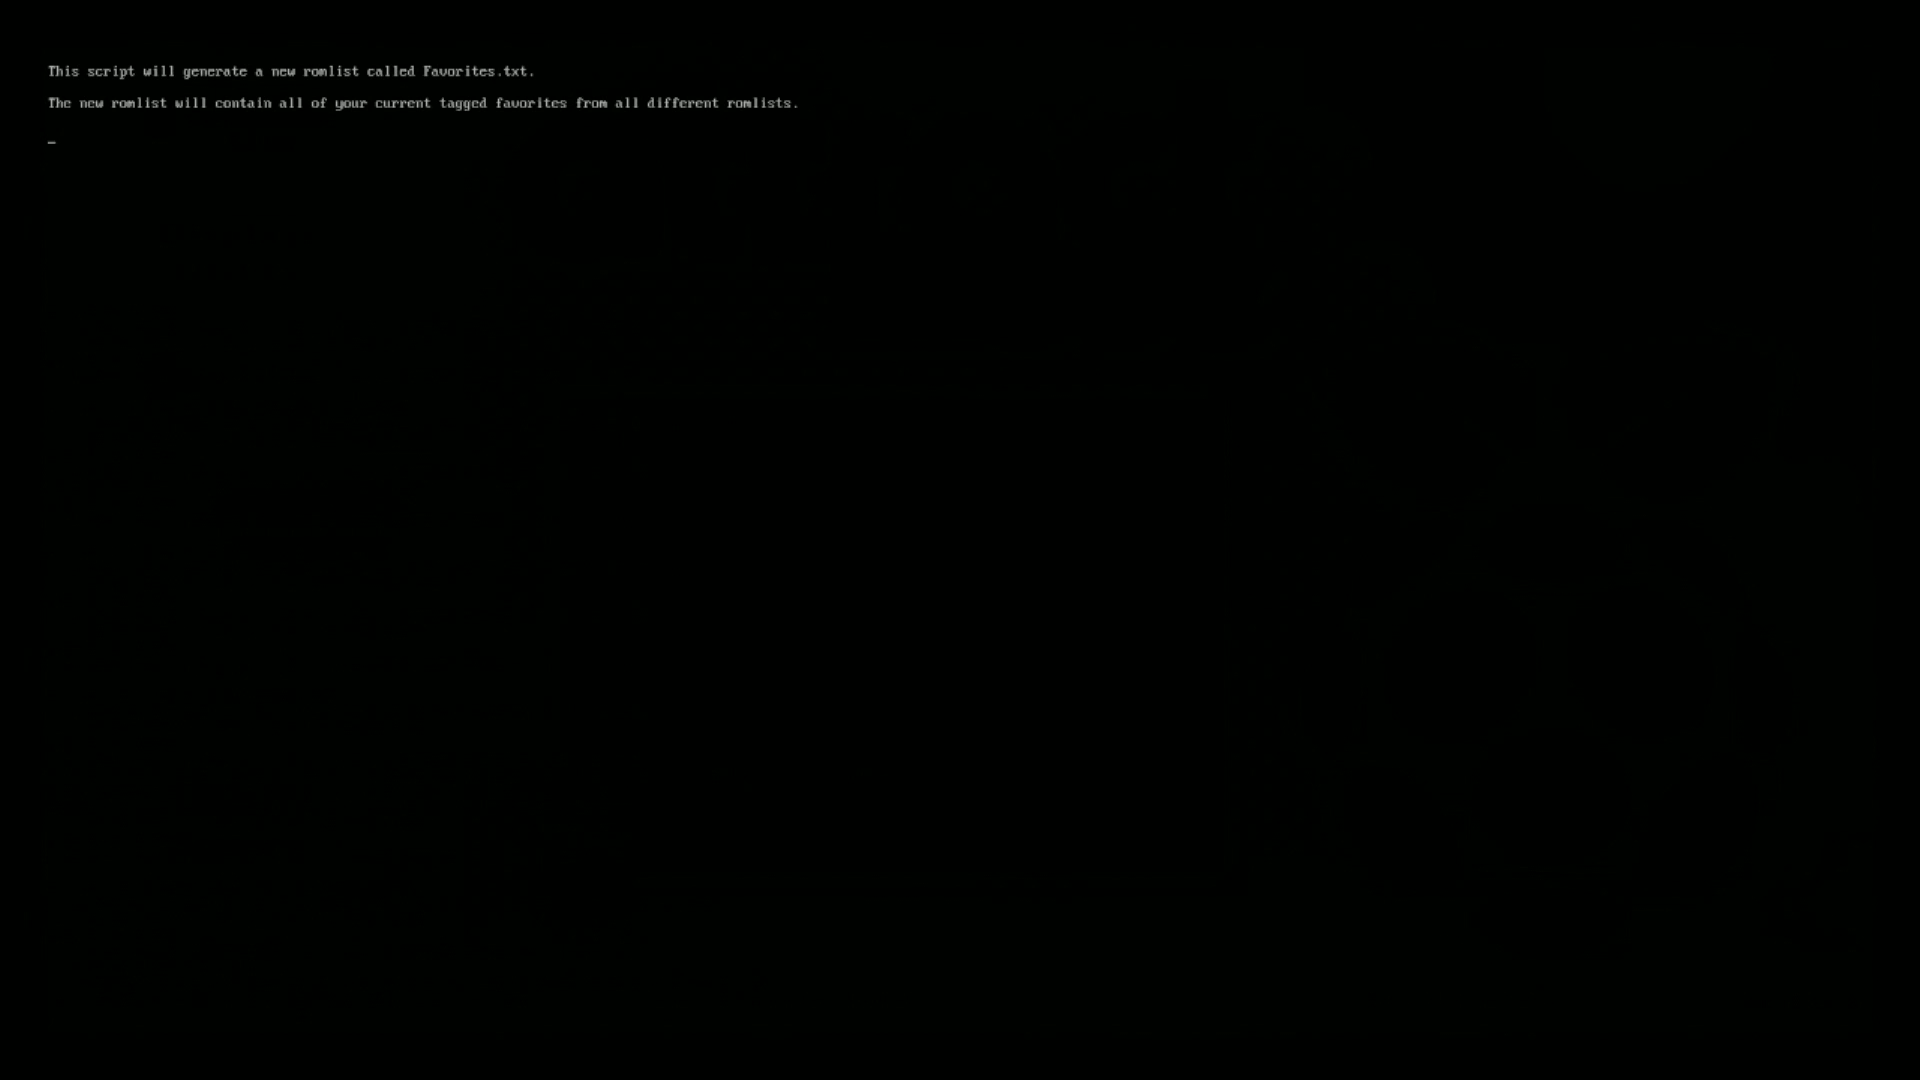 This script will generate a new romlist called Favorites.txt.
The new romlist will contain all of your current tagged favorites from all different romlists.
_